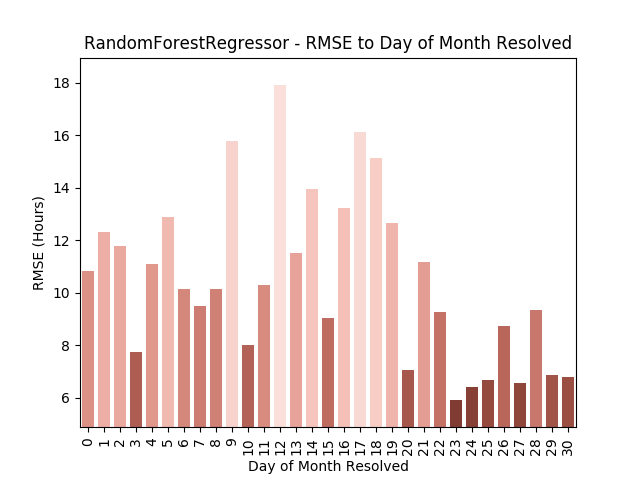 RandomForestRegressor - RMSE to Day of Month Resolved
18
16
14
12
10
8
6
RMSE (Hours)
0 1 2 3 4 5 6 7 8 9 10 11 12 13 14 15 16 17 18 19 20 21 22 23 24 25 26 27 28 29 30
Day of Month Resolved